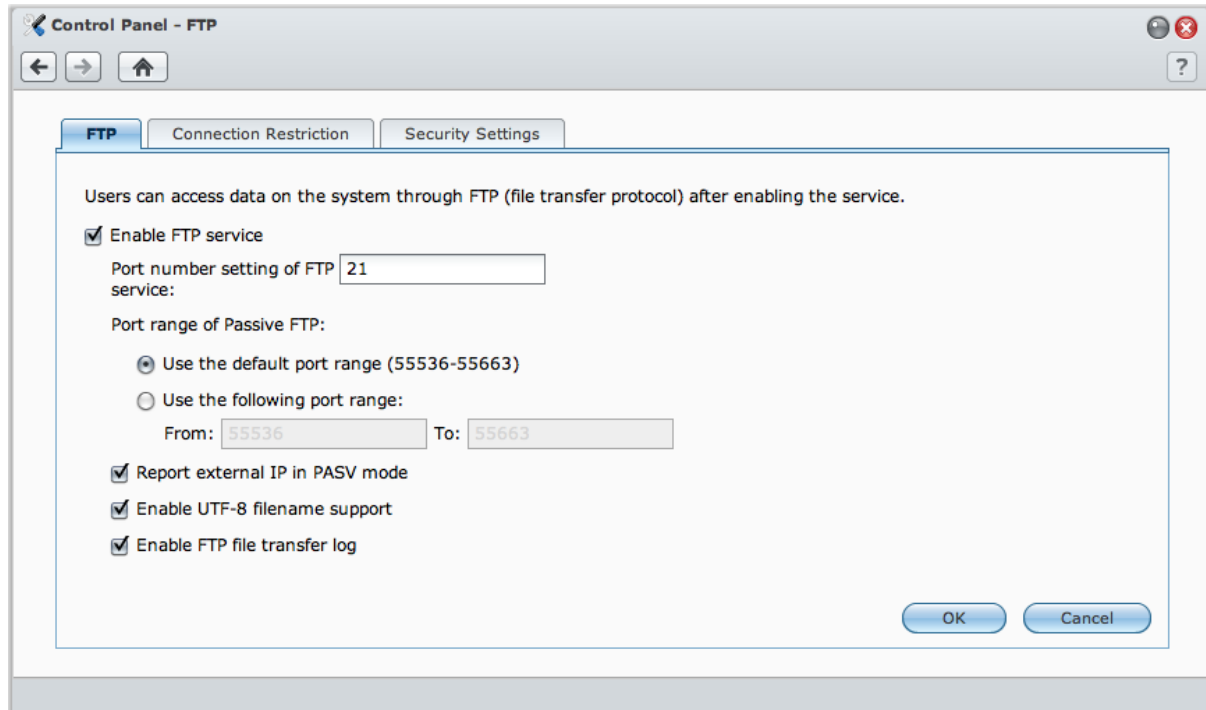 Control Panel - FTP
?
FTP
Connection Restriction
Security Settings
Users can access data on the system through FTP (file transfer protocol) after enabling the service.
Enable FTP service
Port number setting of FTP service: 21
Port range of Passive FTP:
Use the default port range (55536-55663)
Use the following port range:
From: 55536 To: 55663
Report external IP in PASV mode
Enable UTF-8 filename support
Enable FTP file transfer log
OK
Cancel